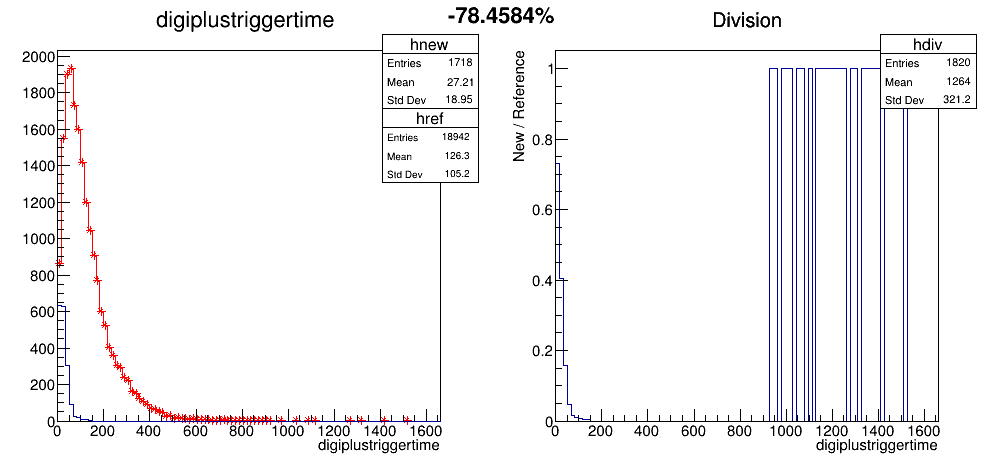 digiplustriggertime
-78.4584%
Division
hnew
Entries 1718
Mean 27.21
Std Dev 18.95
href
Entries 18942
Mean 126.3
Std Dev 105.2
2000
1800
1600
1400
1200
1000
800
600
400
200
0
0 200 400 600 800 1000 1200 1400 1600
digiplustriggertime
hdiv
Entries 1820
Mean 1264
Std Dev 321.2
New / Reference
1
0.8
0.6
0.4
0.2
0
0 200 400 600 800 1000 1200 1400 1600
digiplustriggertime